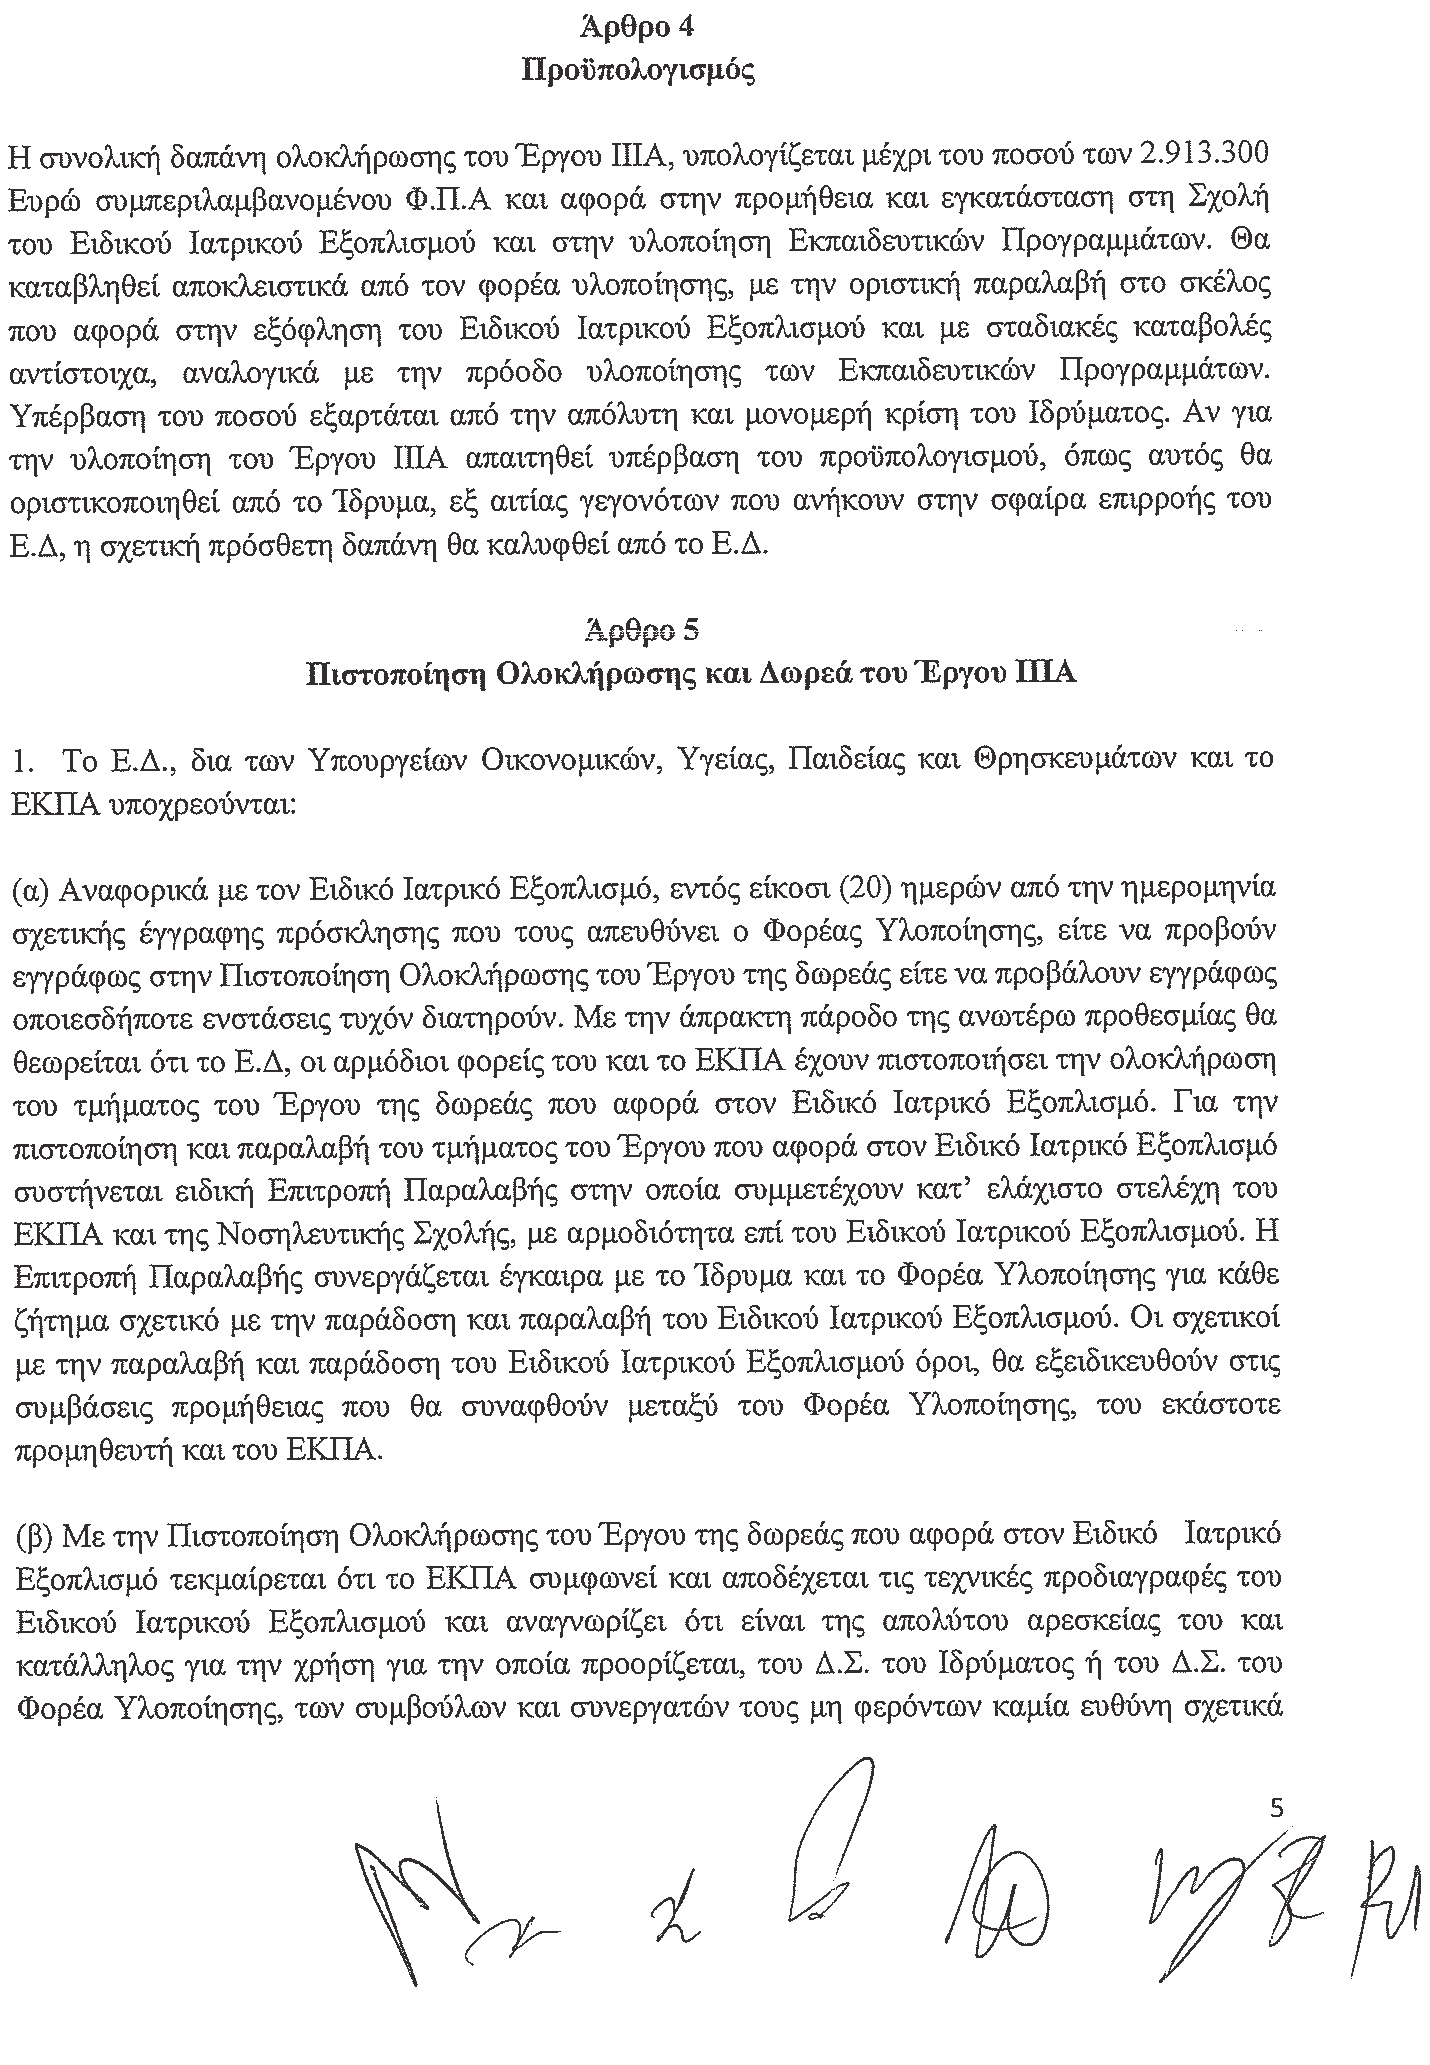 Άρθρο 4
Προϋπολογισμός
Η συνολική δαπάνη ολοκλήρωσης του Έργου ΙΙΙΑ, υπολογίζεται μέχρι του ποσού των 2.913.300
Ευρώ συμπεριλαμβανομένου Φ.Π.Α και αφορά στην προμήθεια και εγκατάσταση στη Σχολή
του Ειδικού Ιατρικού Εξοπλισμού και στην υλοποίηση Εκπαιδευτικών Προγραμμάτων. Θα
καταβληθεί αποκλειστικά από τον φορέα υλοποίησης, με την οριστική παραλαβή στο σκέλος
που αφορά στην εξόφληση του Ειδικού Ιατρικού Εξοπλισμού και με σταδιακές καταβολές
αντίστοιχα, αναλογικά με την πρόοδο υλοποίησης των Εκπαιδευτικών Προγραμμάτων.
Υπέρβαση του ποσού εξαρτάται από την απόλυτη και μονομερή κρίση του Ιδρύματος. Αν για
την υλοποίηση του Έργου ΙΙΙΑ απαιτηθεί υπέρβαση του προϋπολογισμού, όπως αυτός θα
οριστικοποιηθεί από το Ίδρυμα, εξ αιτίας γεγονότων που ανήκουν στην σφαίρα επιρροής του
Ε.Δ, η σχετική πρόσθετη δαπάνη θα καλυφθεί από το Ε.Δ.
Άρθρο 5
Πιστοποίηση Ολοκλήρωσης και Δωρεά του Έργου ΙΙΙΑ
1. Το Ε.Δ., δια των Υπουργείων Οικονομικών, Υγείας, Παιδείας και Θρησκευμάτων και το
ΕΚΠΑ υποχρεούνται:
(α) Αναφορικά με τον Ειδικό Ιατρικό Εξοπλισμό, εντός είκοσι (20) ημερών από την ημερομηνία
σχετικής έγγραφης πρόσκλησης που τους απευθύνει ο Φορέας Υλοποίησης, είτε να προβούν
εγγράφως στην Πιστοποίηση Ολοκλήρωσης του Έργου της δωρεάς είτε να προβάλουν εγγράφως
οποιεσδήποτε ενστάσεις τυχόν διατηρούν. Με την άπρακτη πάροδο της ανωτέρω προθεσμίας θα
θεωρείται ότι το Ε.Δ, οι αρμόδιοι φορείς του και το ΕΚΠΑ έχουν πιστοποιήσει την ολοκλήρωση
του τμήματος του Έργου της δωρεάς που αφορά στον Ειδικό Ιατρικό Εξοπλισμό. Για την
πιστοποίηση και παραλαβή του τμήματος του Έργου που αφορά στον Ειδικό Ιατρικό Εξοπλισμό
συστήνεται ειδική Επιτροπή Παραλαβής στην οποία συμμετέχουν κατ’ ελάχιστο στελέχη του
ΕΚΠΑ και της Νοσηλευτικής Σχολής, με αρμοδιότητα επί του Ειδικού Ιατρικού Εξοπλισμού. Η
Επιτροπή Παραλαβής συνεργάζεται έγκαιρα με το Ίδρυμα και το Φορέα Υλοποίησης για κάθε
ζήτημα σχετικό με την παράδοση και παραλαβή του Ειδικού Ιατρικού Εξοπλισμού. Οι σχετικοί
με την παραλαβή και παράδοση του Ειδικού Ιατρικού Εξοπλισμού όροι, θα εξειδικευθούν στις
συμβάσεις προμήθειας που θα συναφθούν μεταξύ του Φορέα Υλοποίησης, του εκάστοτε
προμηθευτή και του ΕΚΠΑ.
(β) Με την Πιστοποίηση Ολοκλήρωσης του Έργου της δωρεάς που αφορά στον Ειδικό Ιατρικό
Εξοπλισμό τεκμαίρεται ότι το ΕΚΠΑ συμφωνεί και αποδέχεται τις τεχνικές προδιαγραφές του
Ειδικού Ιατρικού Εξοπλισμού και αναγνωρίζει ότι είναι της απολύτου αρεσκείας του και
κατάλληλος για την χρήση για την οποία προορίζεται, του Δ.Σ. του Ιδρύματος ή του Δ.Σ. του
Φορέα Υλοποίησης, των συμβούλων και συνεργατών τους μη φερόντων καμία ευθύνη σχετικά
5